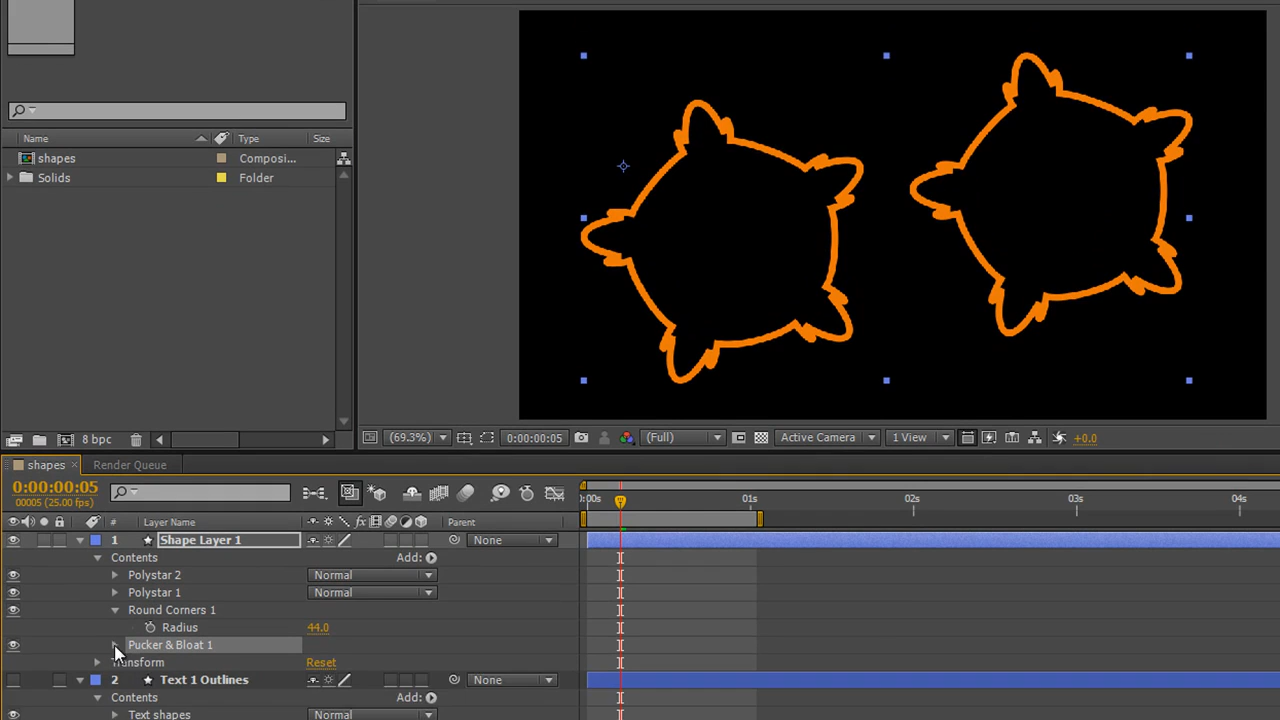 Name Type Size
shapes Composi...
Solids Folder
8 bpc
(69.3%) 0:00:00:05 (Full) Active Camera 1 View +0.0
shapes × Render Queue
0:00:00:05
00005 (25.00 fps)
:00s 01s 02s 03s 04s
# Layer Name fx Parent
1 Shape Layer 1 None
Contents Add:
Polystar 2 Normal
Polystar 1 Normal
Round Corners 1
Radius 44.0
Pucker & Bloat 1
Transform Reset
2 Text 1 Outlines None
Contents Add:
Text shapes Normal